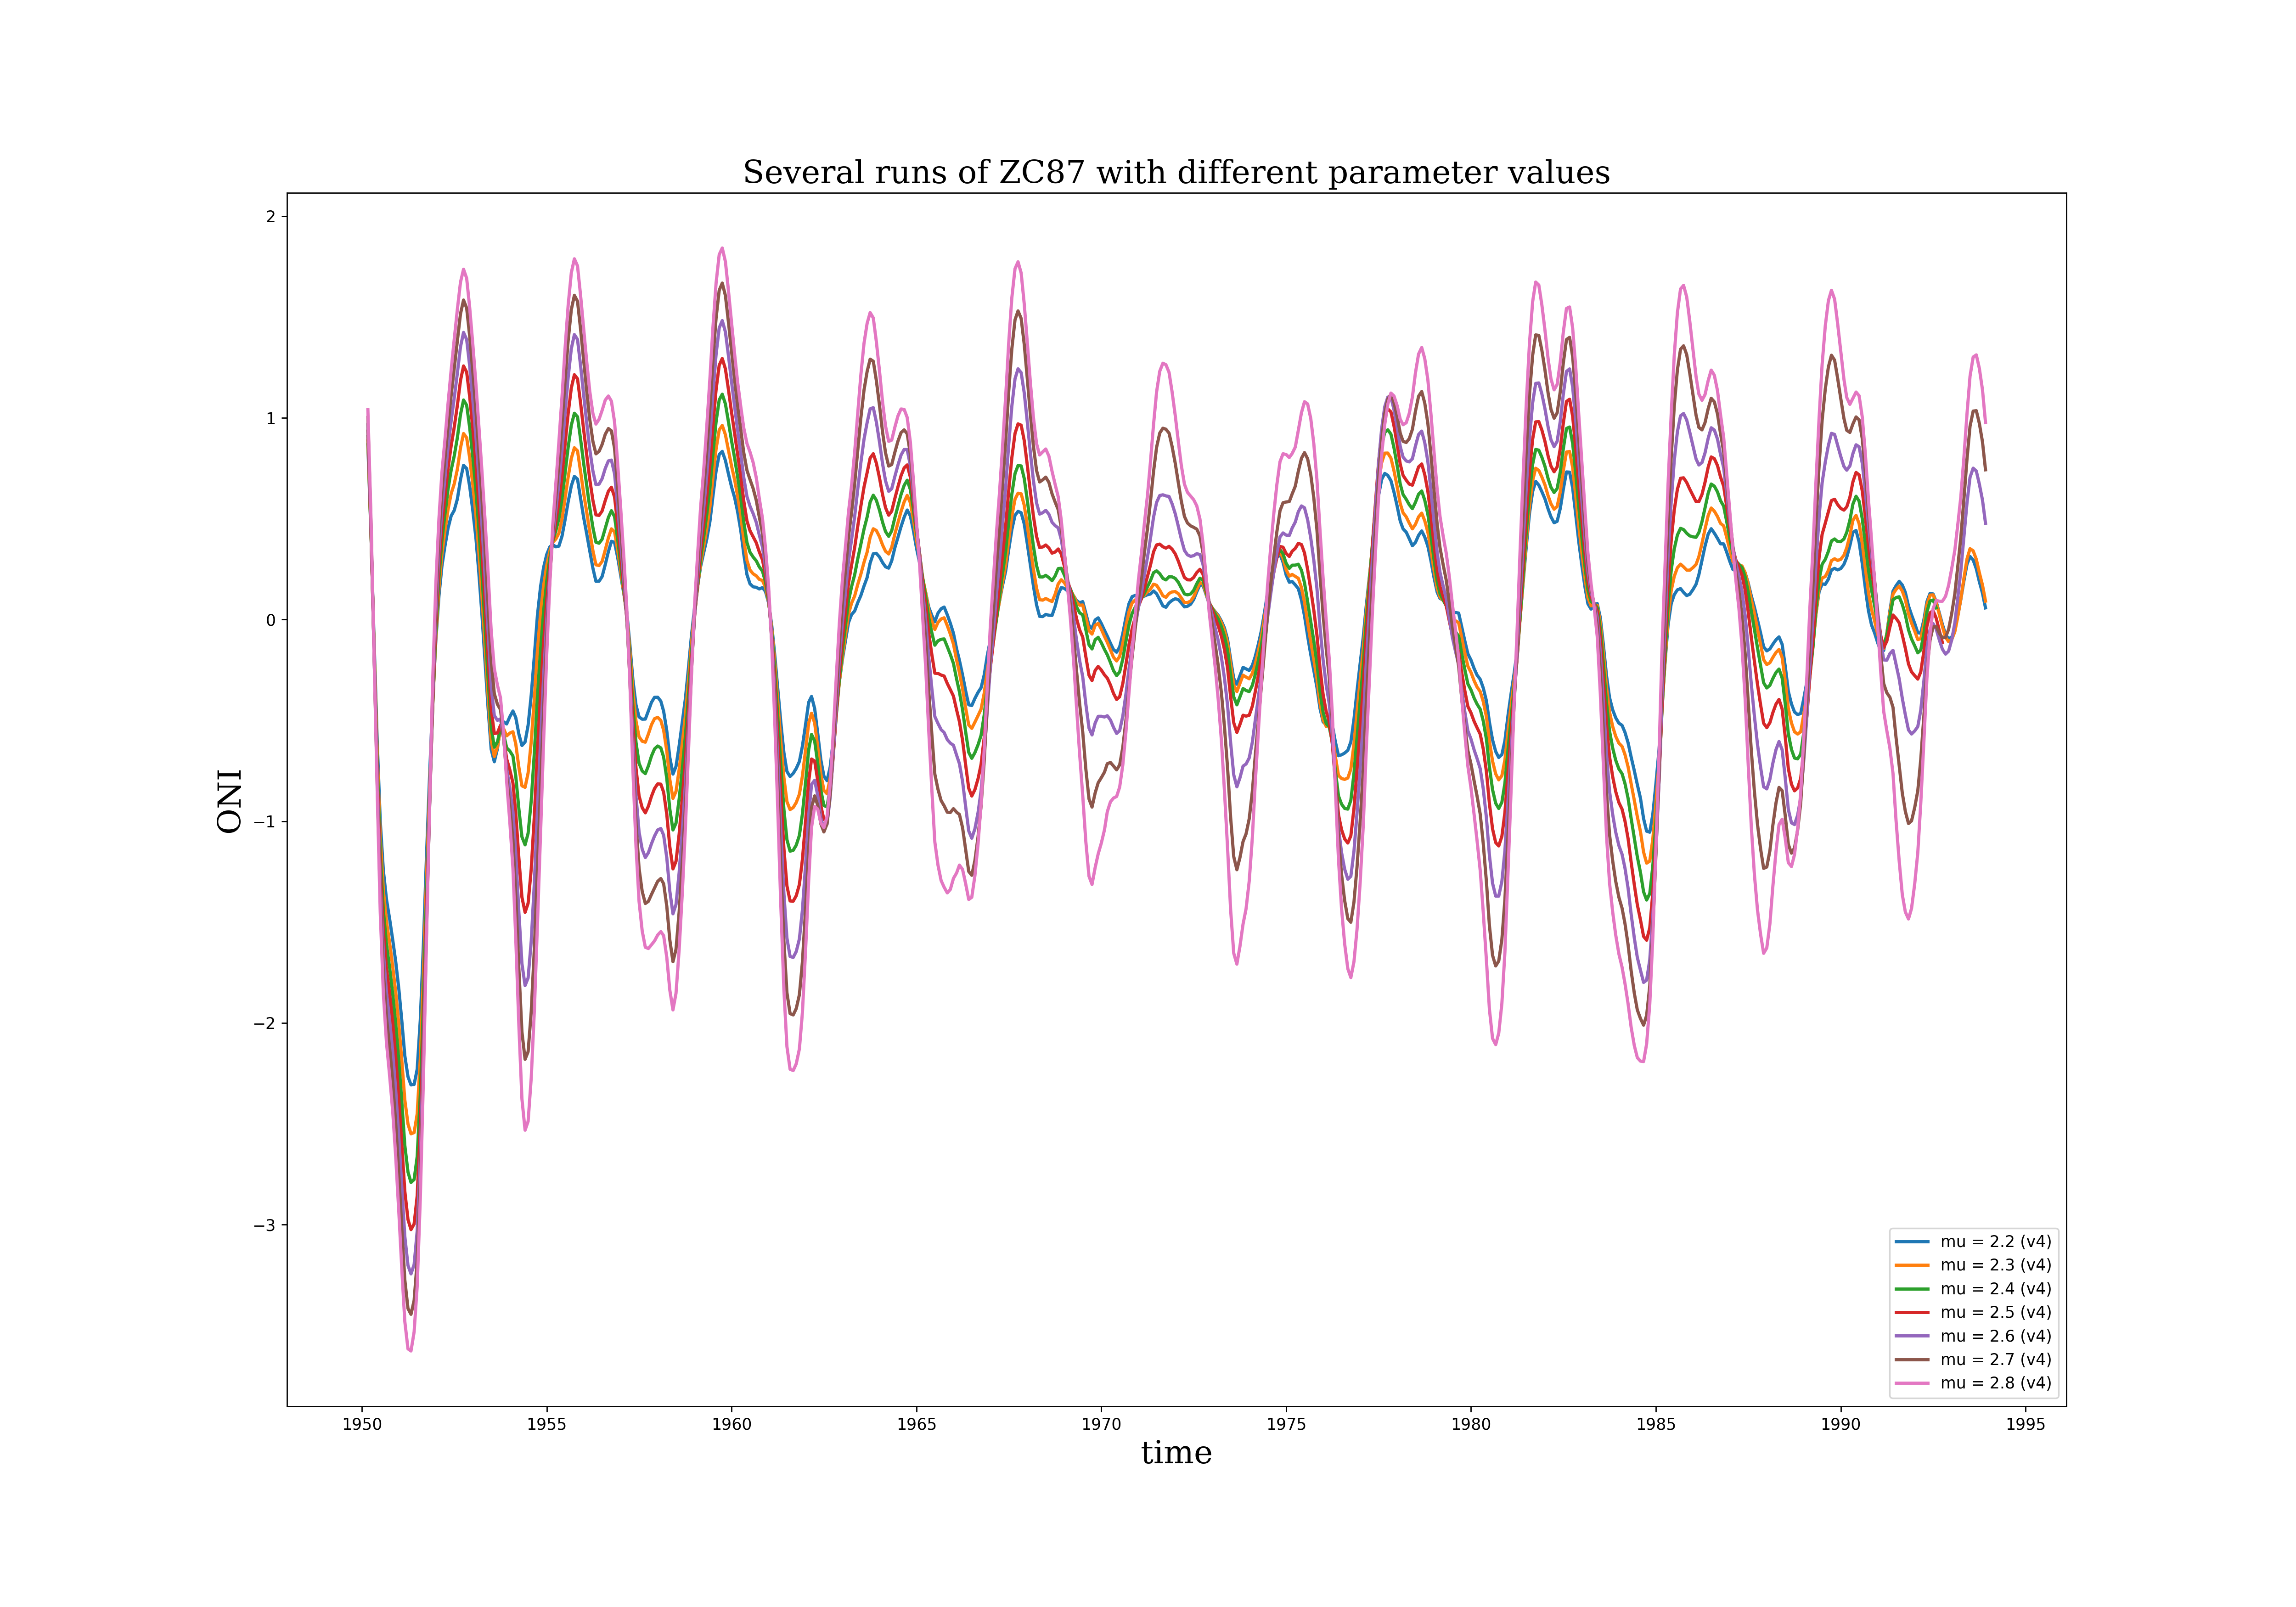 Several runs of ZC87 with different parameter values
2
1
0
−1
−2
−3
ONI
1950 1955 1960 1965 1970 1975 1980 1985 1990 1995
time
mu = 2.2 (v4)
mu = 2.3 (v4)
mu = 2.4 (v4)
mu = 2.5 (v4)
mu = 2.6 (v4)
mu = 2.7 (v4)
mu = 2.8 (v4)